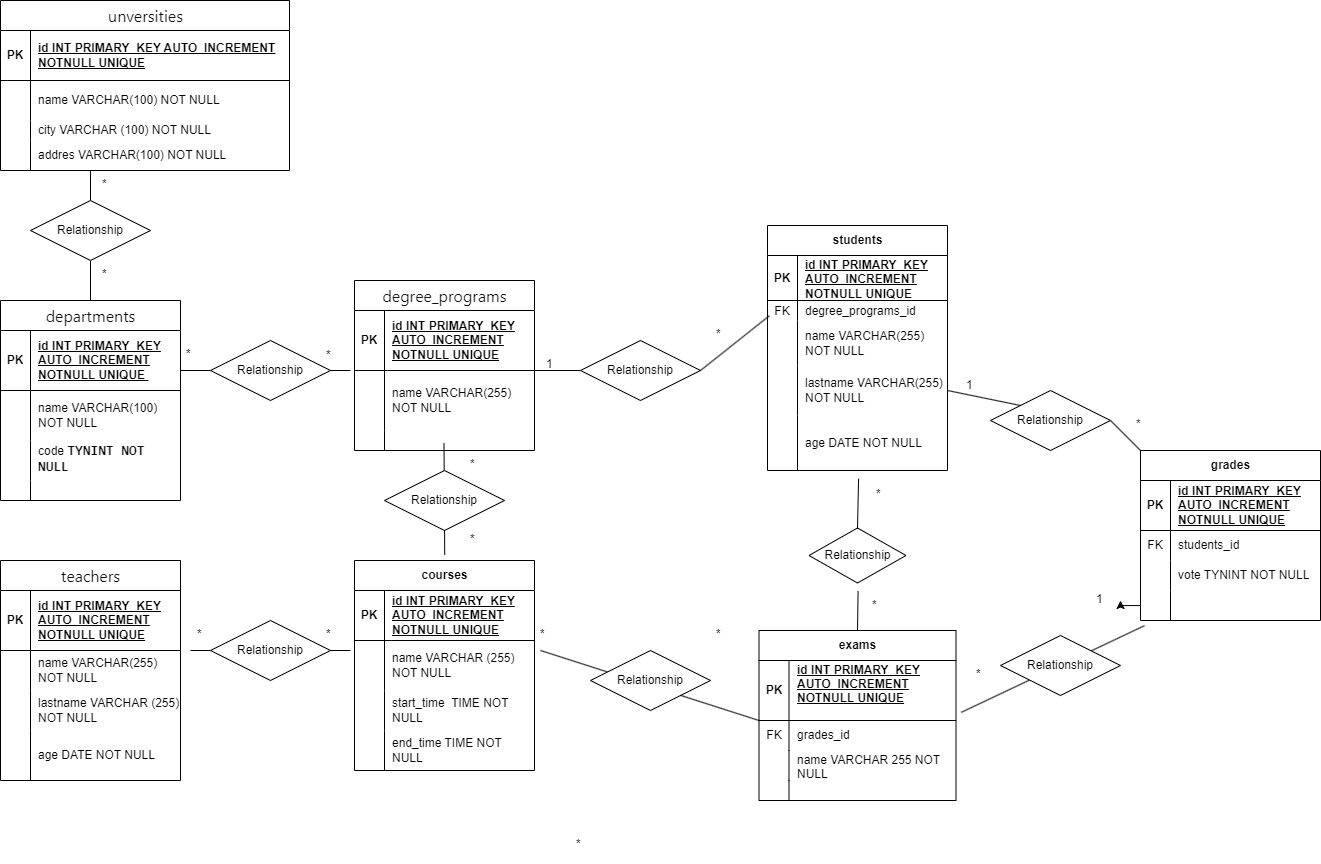 unversities
PK
id INT PRIMARY_KEY AUTO_INCREMENT
NOTNULL UNIQUE
name VARCHAR(100) NOT NULL
city VARCHAR (100) NOT NULL
addres VARCHAR(100) NOT NULL
*
Relationship
*
departments
PK
id INT PRIMARY_KEY
AUTO_INCREMENT
NOTNULL UNIQUE
name VARCHAR(100)
NOT NULL
code TYNINT NOT
NULL
*
Relationship
*
degree_programs
PK
id INT PRIMARY_KEY
AUTO_INCREMENT
NOTNULL UNIQUE
name VARCHAR(255)
NOT NULL
1
Relationship
*
students
PK
id INT PRIMARY_KEY
AUTO_INCREMENT
NOTNULL UNIQUE
FK
degree_programs_id
name VARCHAR(255)
NOT NULL
lastname VARCHAR(255)
NOT NULL
age DATE NOT NULL
1
Relationship
*
grades
PK
id INT PRIMARY_KEY
AUTO_INCREMENT
NOTNULL UNIQUE
FK
students_id
vote TYNINT NOT NULL
*
Relationship
*
*
Relationship
*
teachers
PK
id INT PRIMARY_KEY
AUTO_INCREMENT
NOTNULL UNIQUE
name VARCHAR(255)
NOT NULL
lastname VARCHAR (255)
NOT NULL
age DATE NOT NULL
*
Relationship
*
courses
PK
id INT PRIMARY_KEY
AUTO_INCREMENT
NOTNULL UNIQUE
name VARCHAR (255)
NOT NULL
start_time TIME NOT
NULL
end_time TIME NOT
NULL
*
Relationship
*
exams
PK
id INT PRIMARY_KEY
AUTO_INCREMENT
NOTNULL UNIQUE
FK
grades_id
name VARCHAR 255 NOT
NULL
*
Relationship
1
*